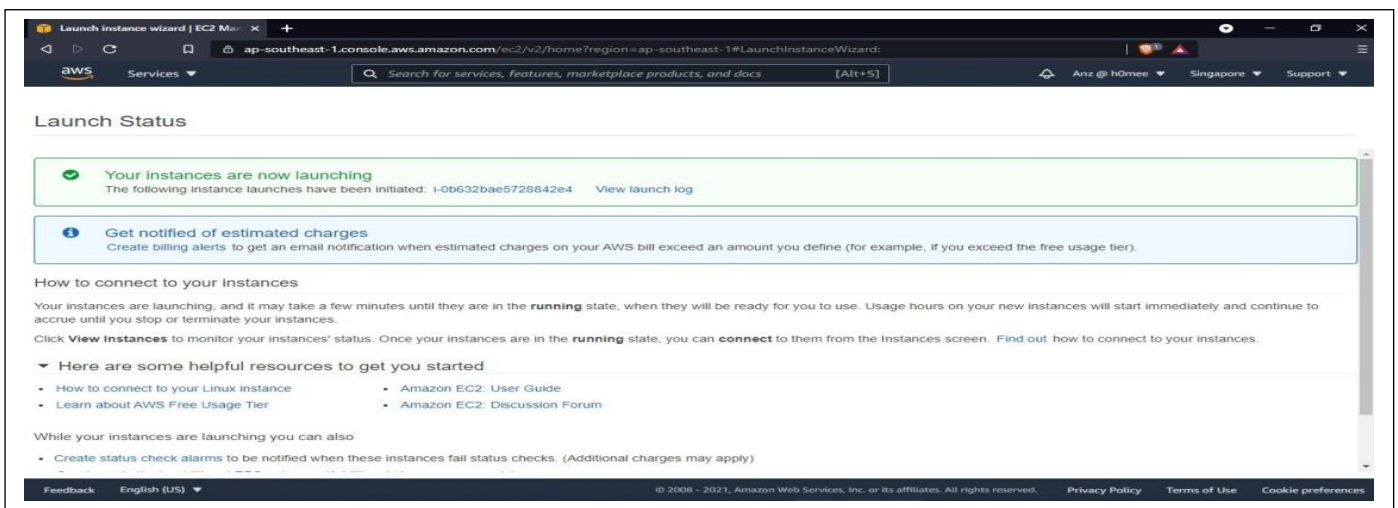 Launch instance wizard | EC2 Mar
ap-southeast-1.console.aws.amazon.com/ec2/v2/home?region=ap-southeast-1#LaunchInstanceWizard:
aws Services Search for services, features, marketplace products, and docs [Alt+S] Anz @ h0mee Singapore Support
Launch Status
Your instances are now launching
The following instance launches have been initiated: i-0b632bae5728842e4 View launch log
Get notified of estimated charges
Create billing alerts to get an email notification when estimated charges on your AWS bill exceed an amount you define (for example, if you exceed the free usage tier).
How to connect to your instances
Your instances are launching, and it may take a few minutes until they are in the running state, when they will be ready for you to use. Usage hours on your new instances will start immediately and continue to
accrue until you stop or terminate your instances.
Click View Instances to monitor your instances' status. Once your instances are in the running state, you can connect to them from the Instances screen. Find out how to connect to your instances.
Here are some helpful resources to get you started
• How to connect to your Linux instance • Amazon EC2: User Guide
• Learn about AWS Free Usage Tier • Amazon EC2: Discussion Forum
While your instances are launching you can also
• Create status check alarms to be notified when these instances fail status checks. (Additional charges may apply)
Feedback English (US) © 2008 - 2021, Amazon Web Services, Inc. or its affiliates. All rights reserved. Privacy Policy Terms of Use Cookie preferences